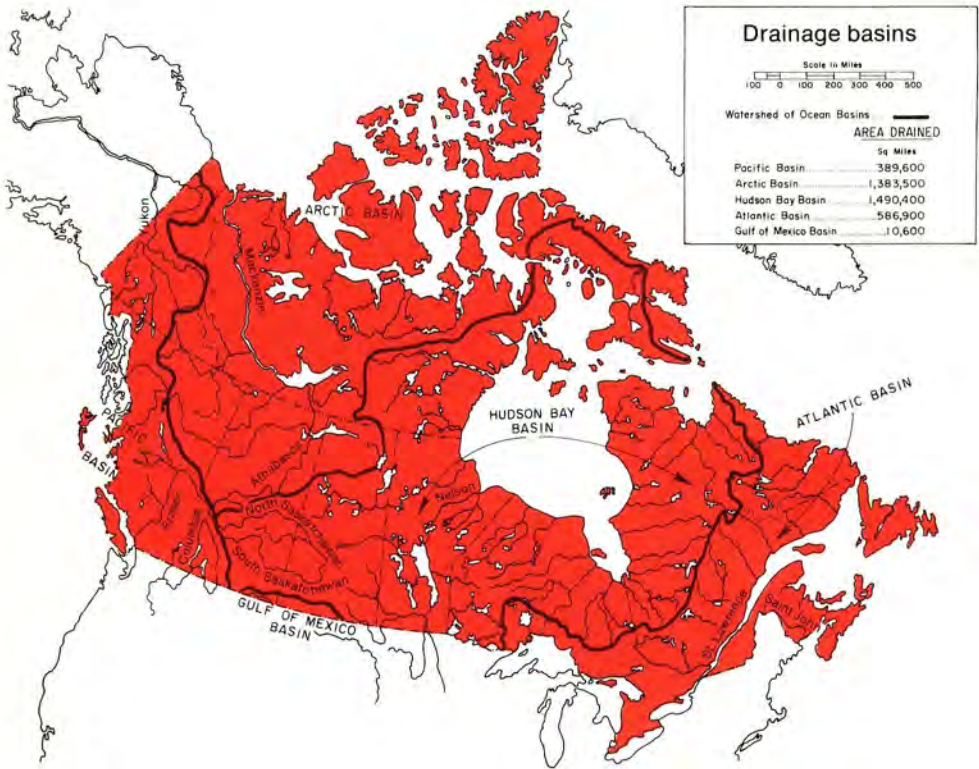 Drainage basins
Scale in Miles
100 0 100 200 300 400 500
Watershed of Ocean Basins
AREA DRAINED
Sq Miles
Pacific Basin 389,600
Arctic Basin 1,383,500
Hudson Bay Basin 1,490,400
Atlantic Basin 586,900
Gulf of Mexico Basin 10,600
Yukon
Mackenzie
ARCTIC BASIN
HUDSON BAY
BASIN
ATLANTIC BASIN
PACIFIC
BASIN
Fraser
Columbia
Athabasca
North Saskatchewan
South Saskatchewan
Nelson
GULF OF MEXICO
BASIN
St. Lawrence
Saint John